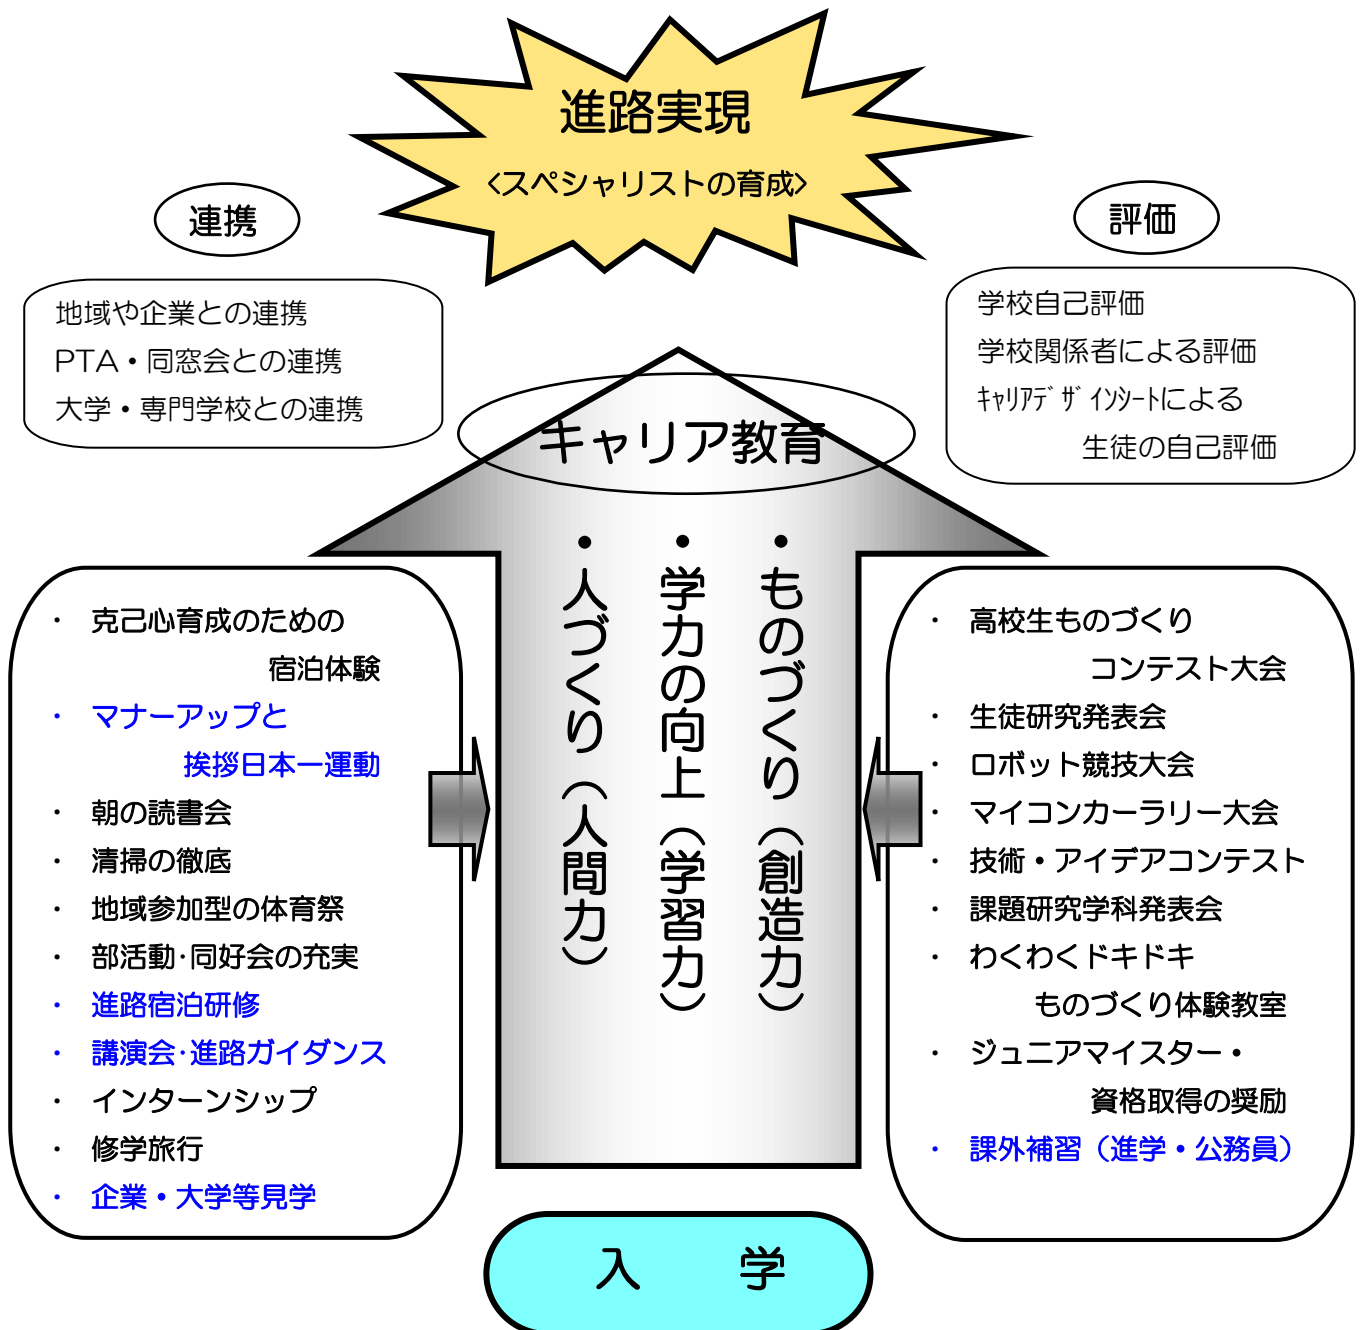 進路実現
<スペシャリストの育成>
連携
地域や企業との連携
PTA・同窓会との連携
大学・専門学校との連携
評価
学校自己評価
学校関係者による評価
ｷｬﾘｱﾃﾞｻﾞｲﾝｼｰﾄによる
生徒の自己評価
キャリア教育
・ものづくり（創造力）
・学力の向上（学習力）
・人づくり（人間力）
・ 克己心育成のための
宿泊体験
・ マナーアップと
挨拶日本一運動
・ 朝の読書会
・ 清掃の徹底
・ 地域参加型の体育祭
・ 部活動･同好会の充実
・ 進路宿泊研修
・ 講演会･進路ガイダンス
・ インターンシップ
・ 修学旅行
・ 企業・大学等見学
・ 高校生ものづくり
コンテスト大会
・ 生徒研究発表会
・ ロボット競技大会
・ マイコンカーラリー大会
・ 技術・アイデアコンテスト
・ 課題研究学科発表会
・ わくわくドキドキ
ものづくり体験教室
・ ジュニアマイスター・
資格取得の奨励
・ 課外補習（進学・公務員）
入　学